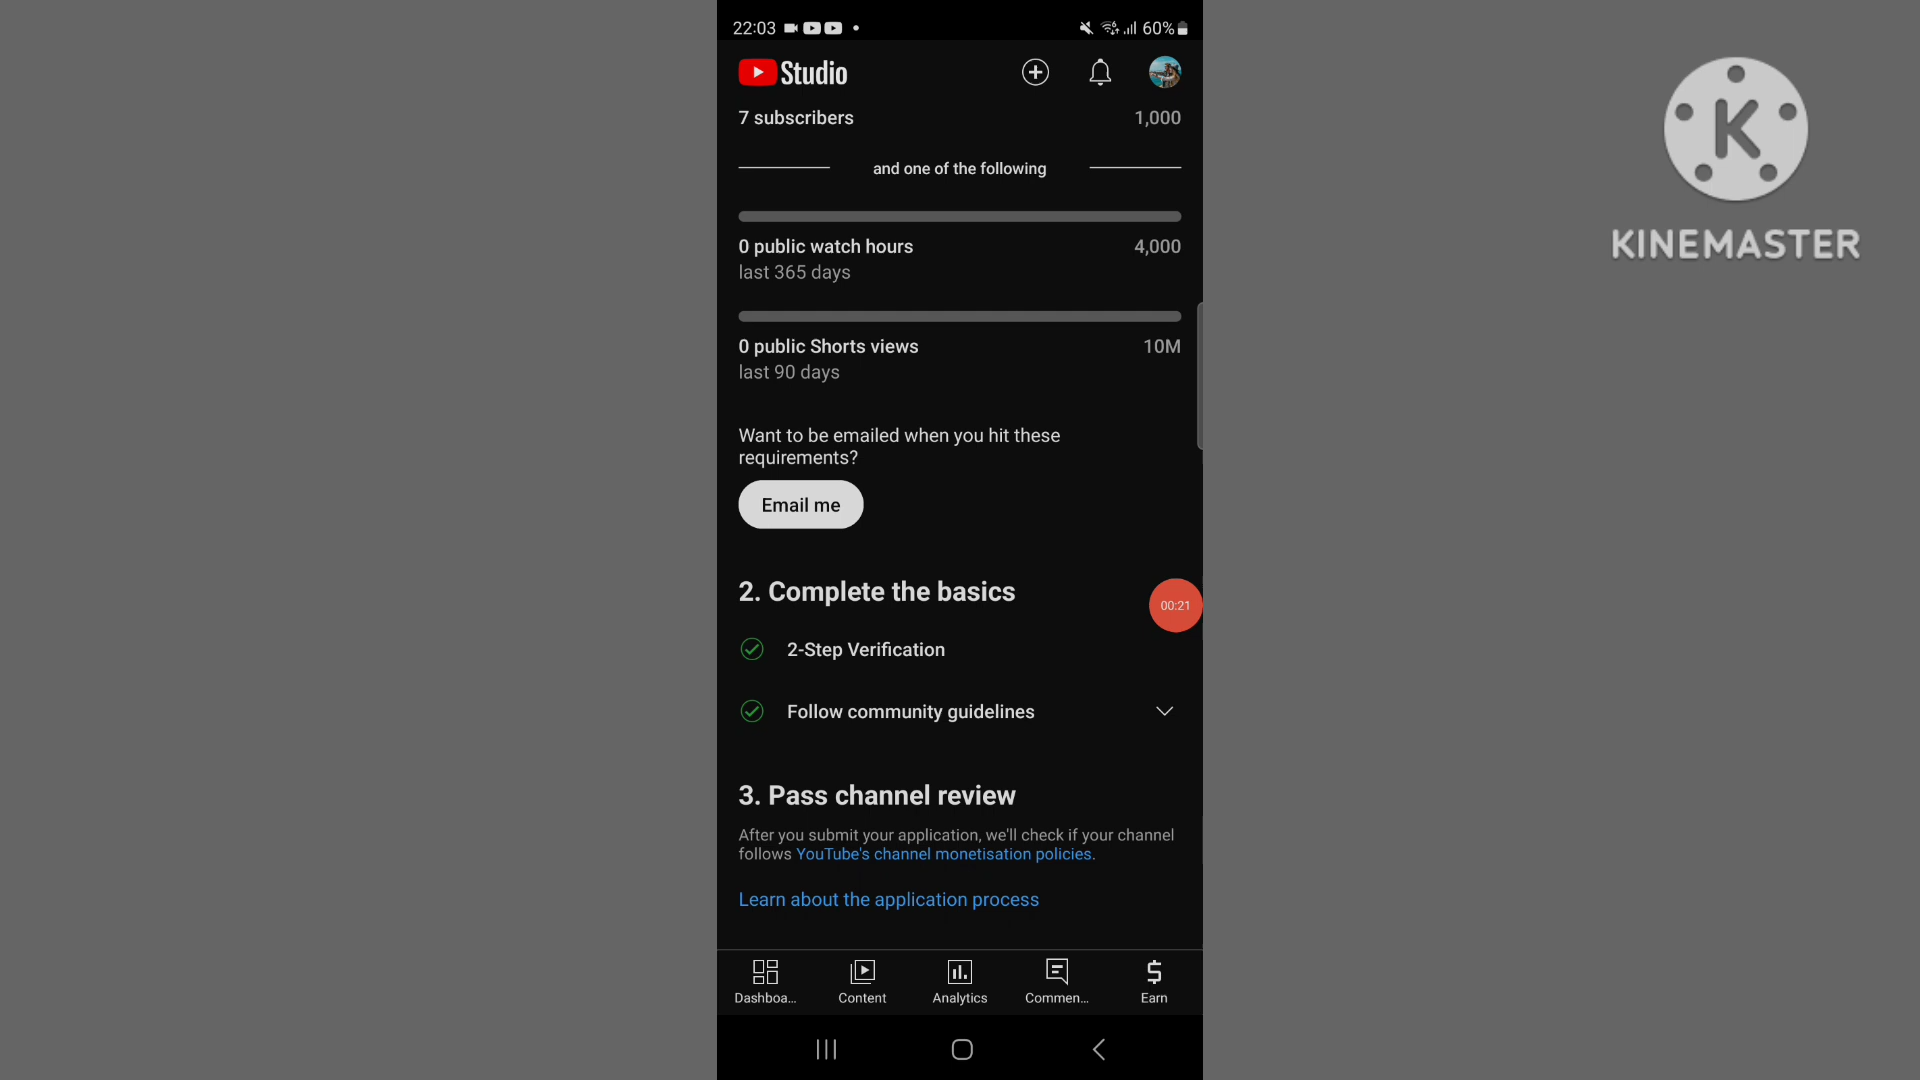 22:03
60%
Studio
7 subscribers 1,000
and one of the following
0 public watch hours 4,000
last 365 days
0 public Shorts views 10M
last 90 days
Want to be emailed when you hit these
requirements?
Email me
2. Complete the basics
00:21
2-Step Verification
Follow community guidelines
3. Pass channel review
After you submit your application, we'll check if your channel
follows YouTube's channel monetisation policies.
Learn about the application process
Dashboa... Content Analytics Commen... Earn
K
KINEMASTER